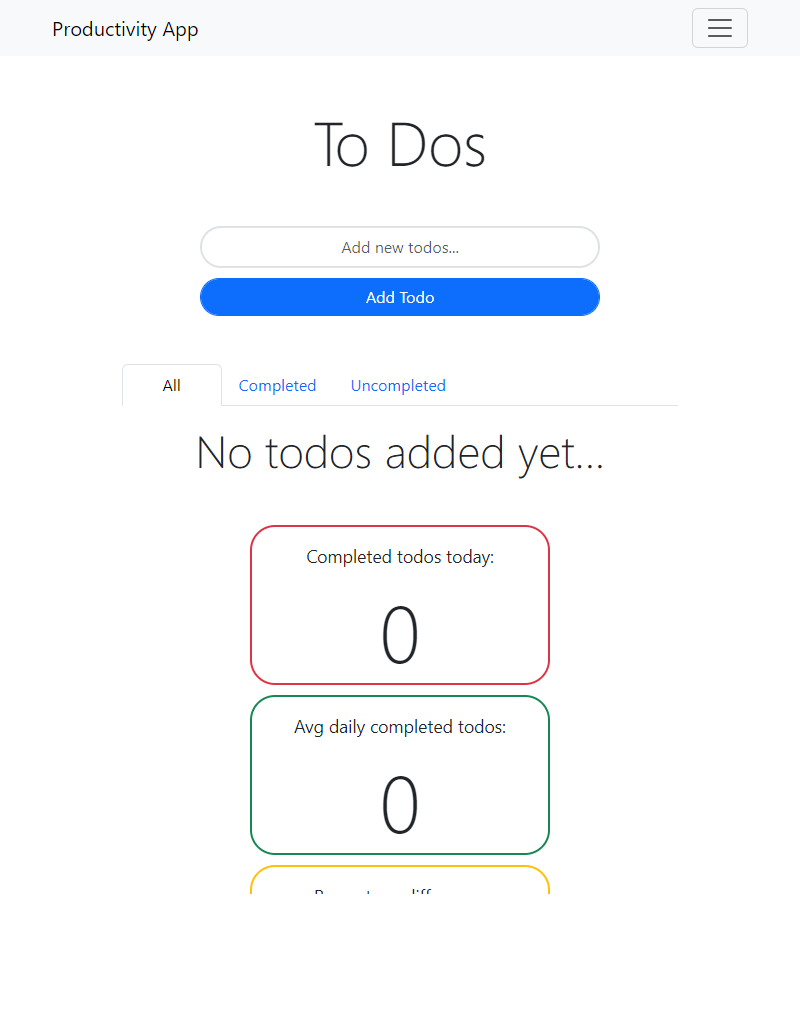 Productivity App
To Dos
Add new todos...
Add Todo
All Completed Uncompleted
No todos added yet...
Completed todos today:
0
Avg daily completed todos:
0